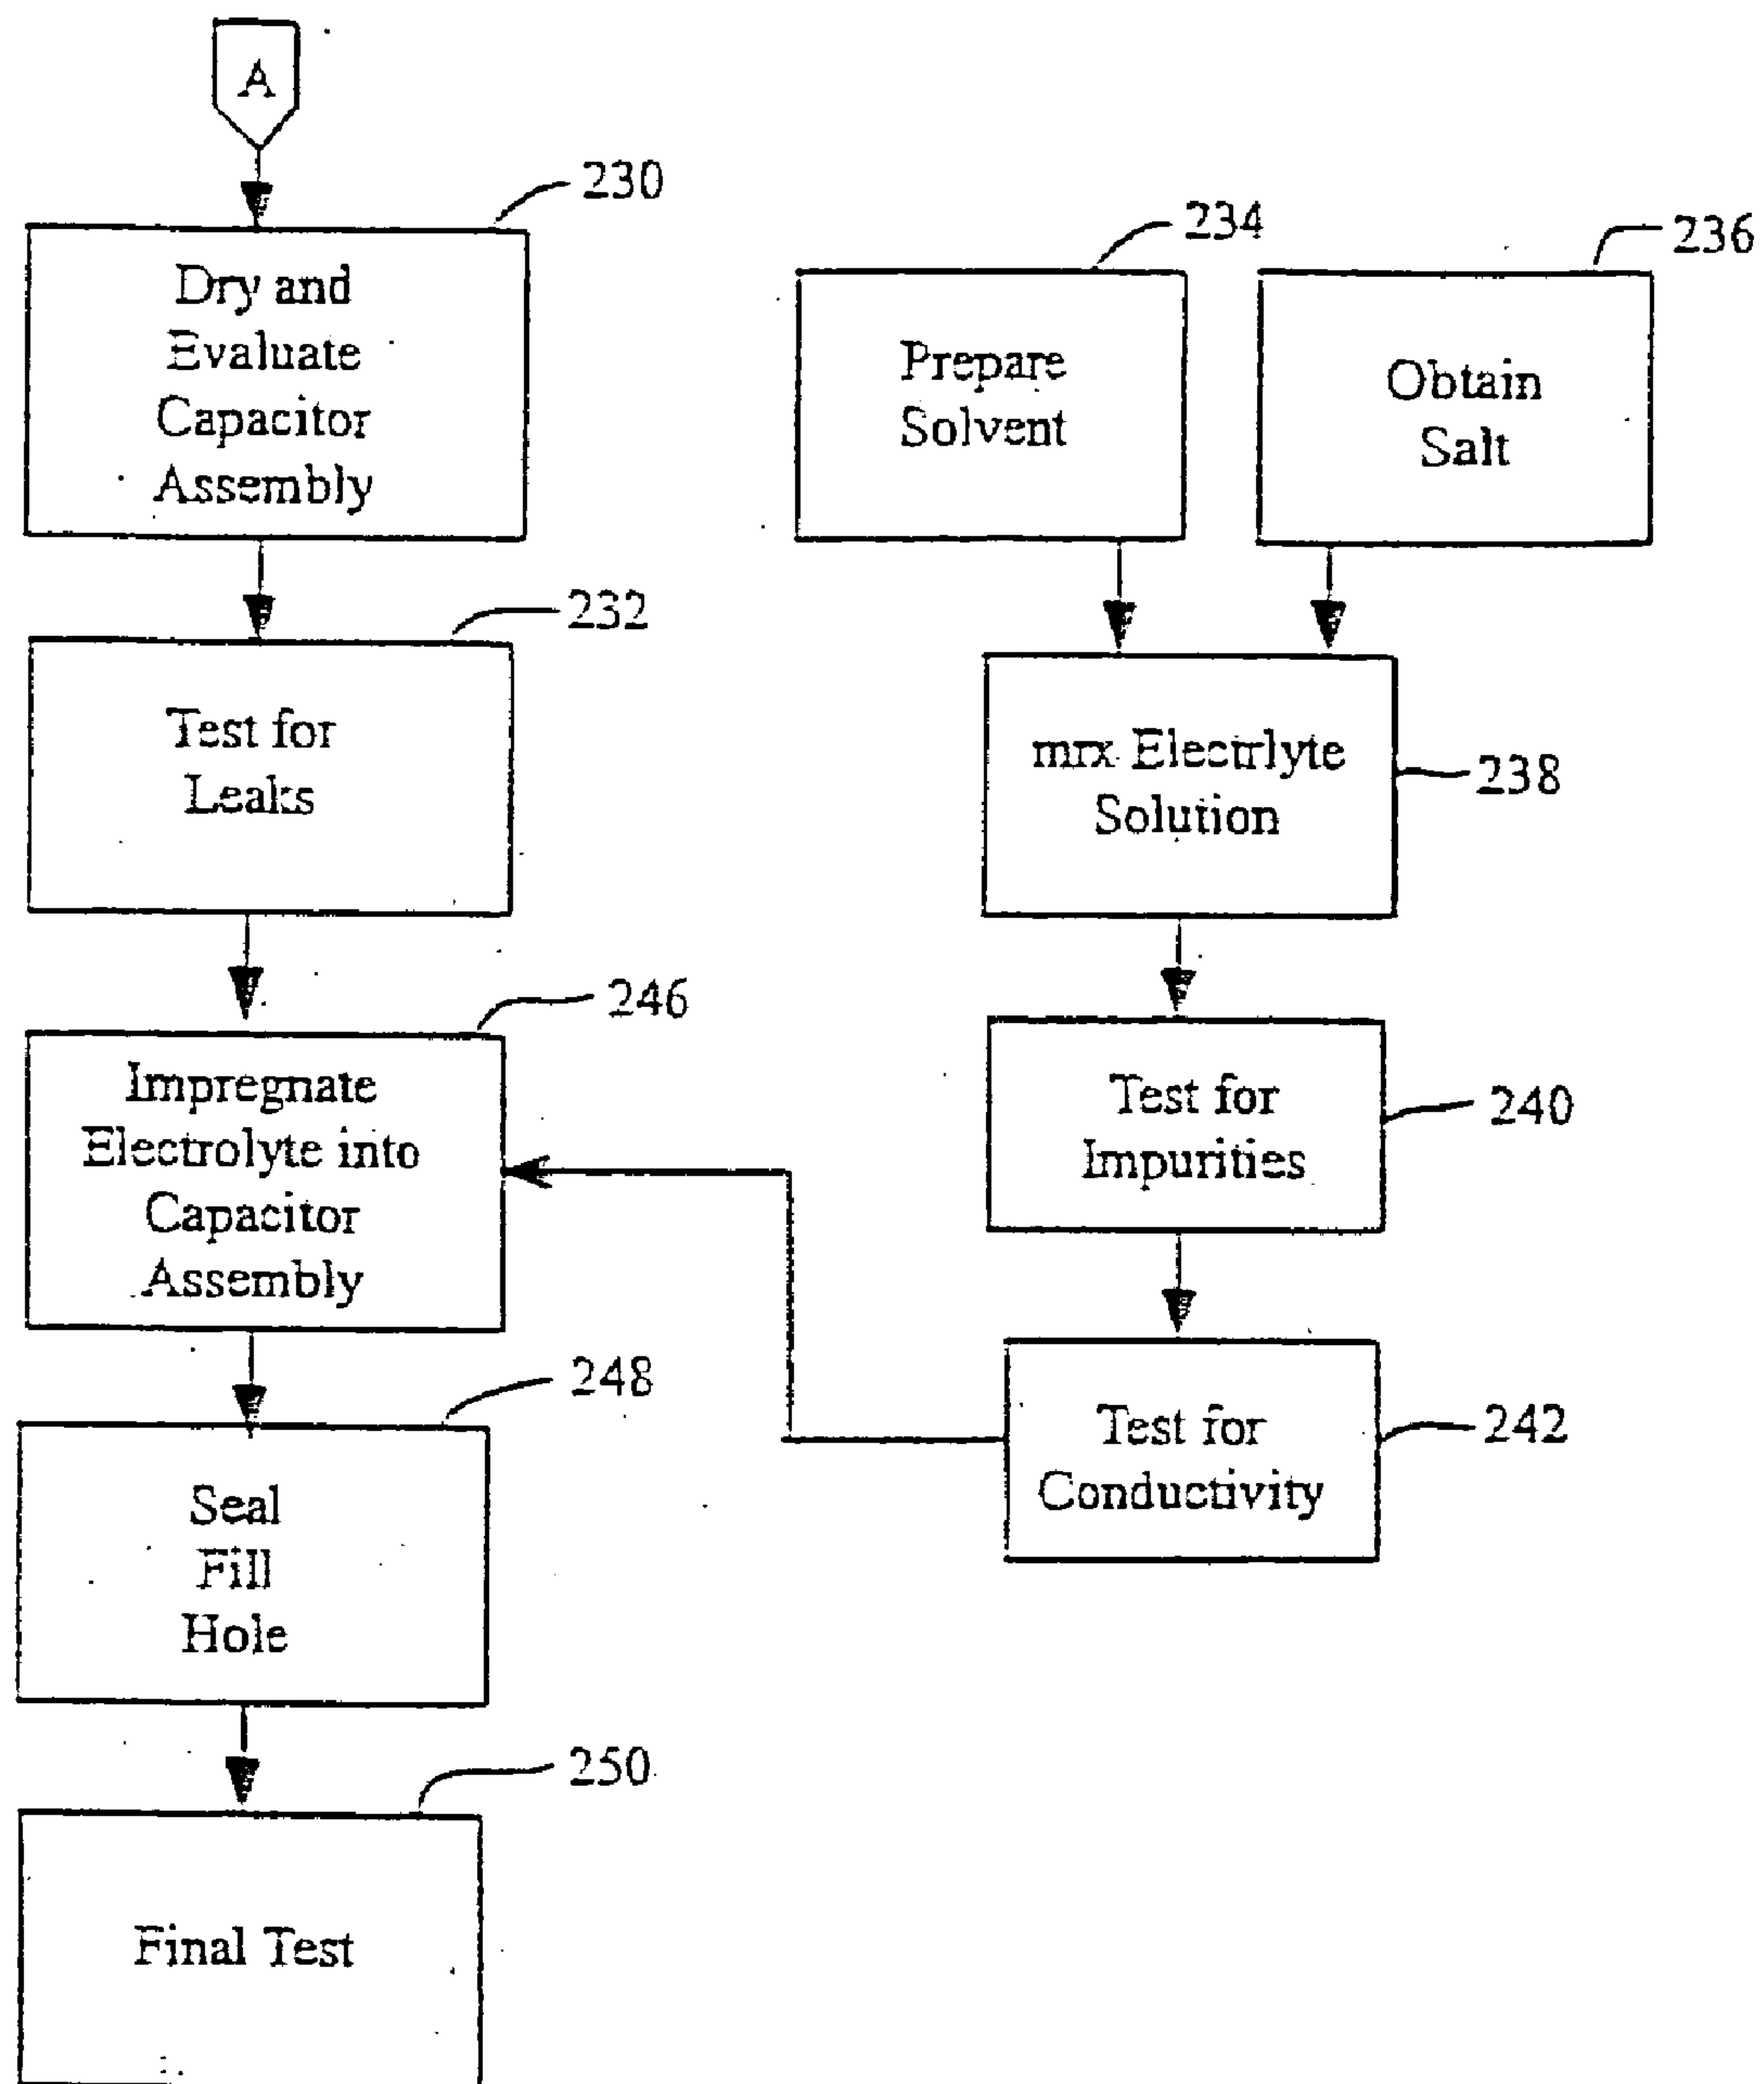 A
230
Dry and
Evaluate
Capacitor
Assembly
232
Test for
Leaks
246
Impregnate
Electrolyte into
Capacitor
Assembly
248
Seal
Fill
Hole
250
Final Test
234
Prepare
Solvent
236
Obtain
Salt
mrx Electrlyte
Solution
238
Test for
Impurities
240
Test for
Conductivity
242